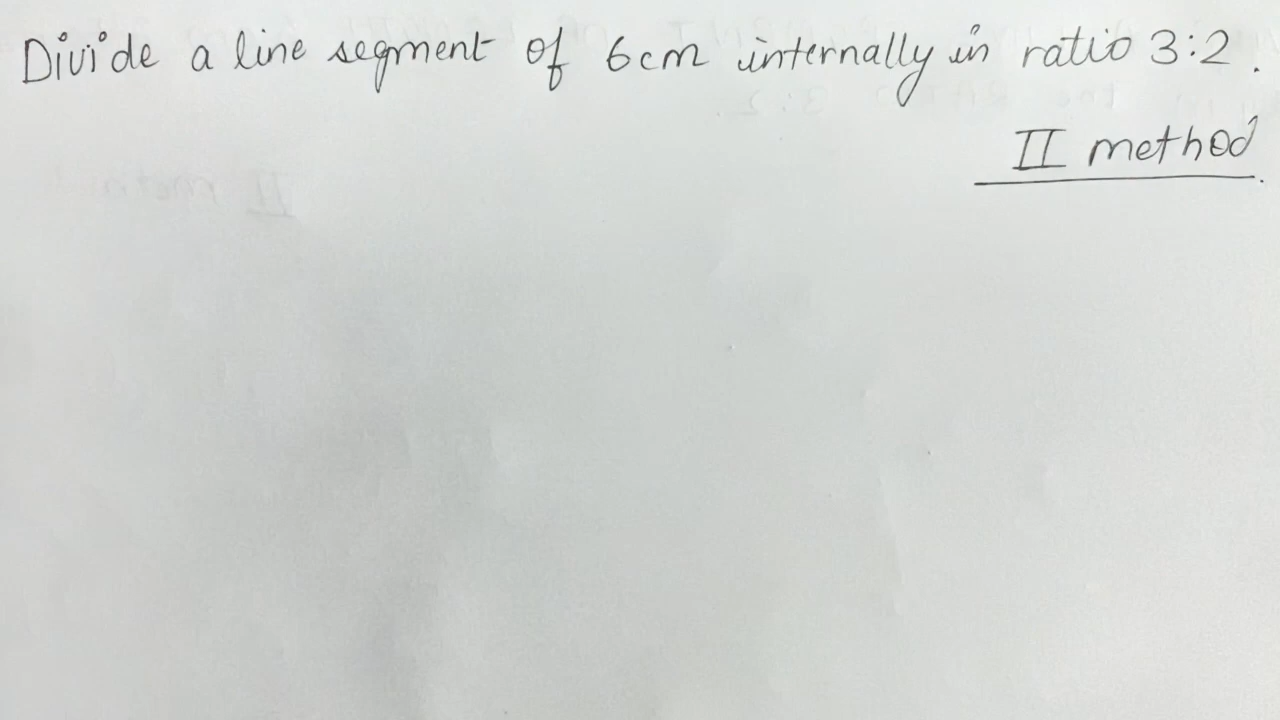 Divide a line segment of 6cm internally in ratio 3:2.
II method.